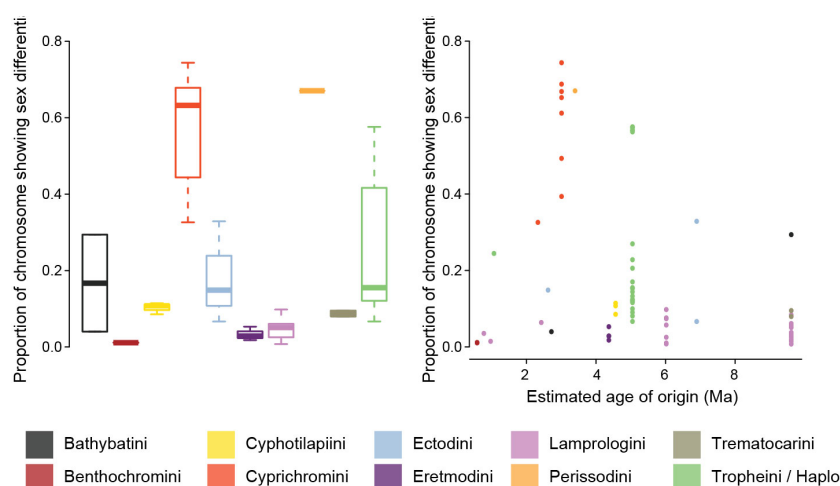 Proportion of chromosome showing sex differenti
0.8
0.6
0.4
0.2
0.0
Proportion of chromosome showing sex differenti
0.8
0.6
0.4
0.2
0.0
2 4 6 8
Estimated age of origin (Ma)
Bathybatini Cyphotilapiini Ectodini Lamprologini Trematocarini
Benthochromini Cyprichromini Eretmodini Perissodini Tropheini / Haplo